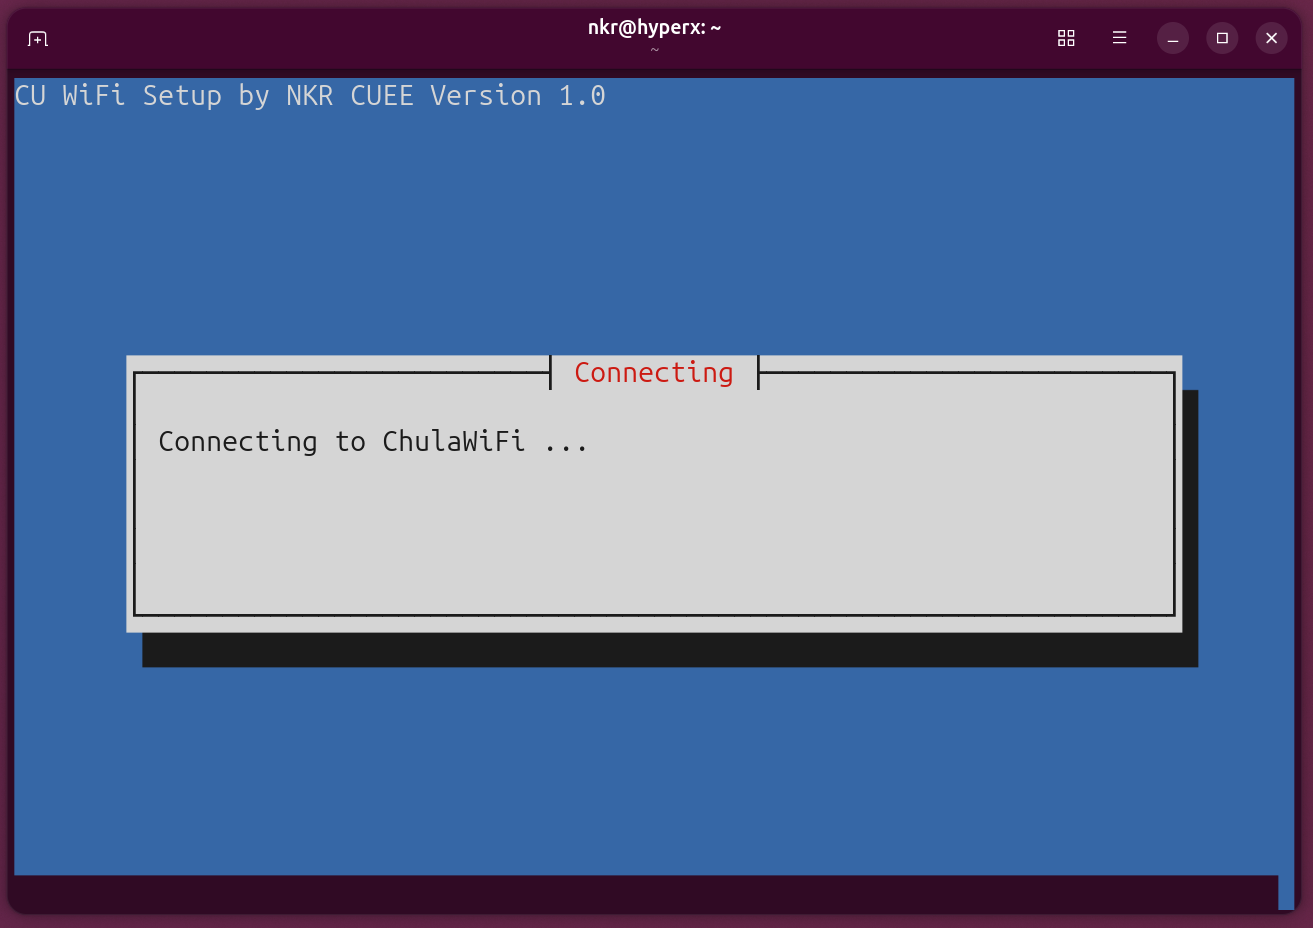 nkr@hyperx: ~
~
CU WiFi Setup by NKR CUEE Version 1.0
Connecting
Connecting to ChulaWiFi ...